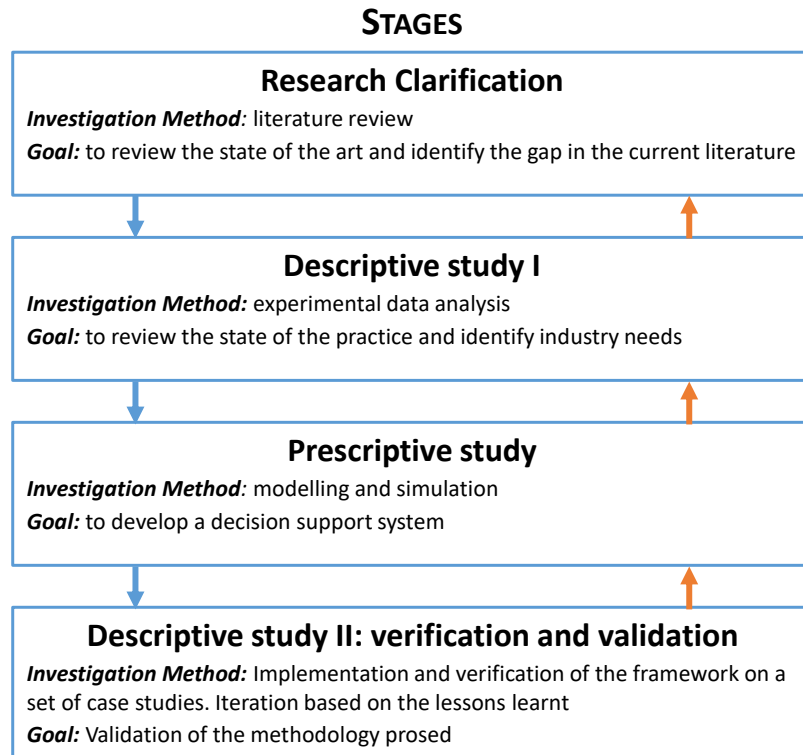 STAGES
Research Clarification
Investigation Method: literature review
Goal: to review the state of the art and identify the gap in the current literature
Descriptive study I
Investigation Method: experimental data analysis
Goal: to review the state of the practice and identify industry needs
Prescriptive study
Investigation Method: modelling and simulation
Goal: to develop a decision support system
Descriptive study II: verification and validation
Investigation Method: Implementation and verification of the framework on a
set of case studies. Iteration based on the lessons learnt
Goal: Validation of the methodology prosed